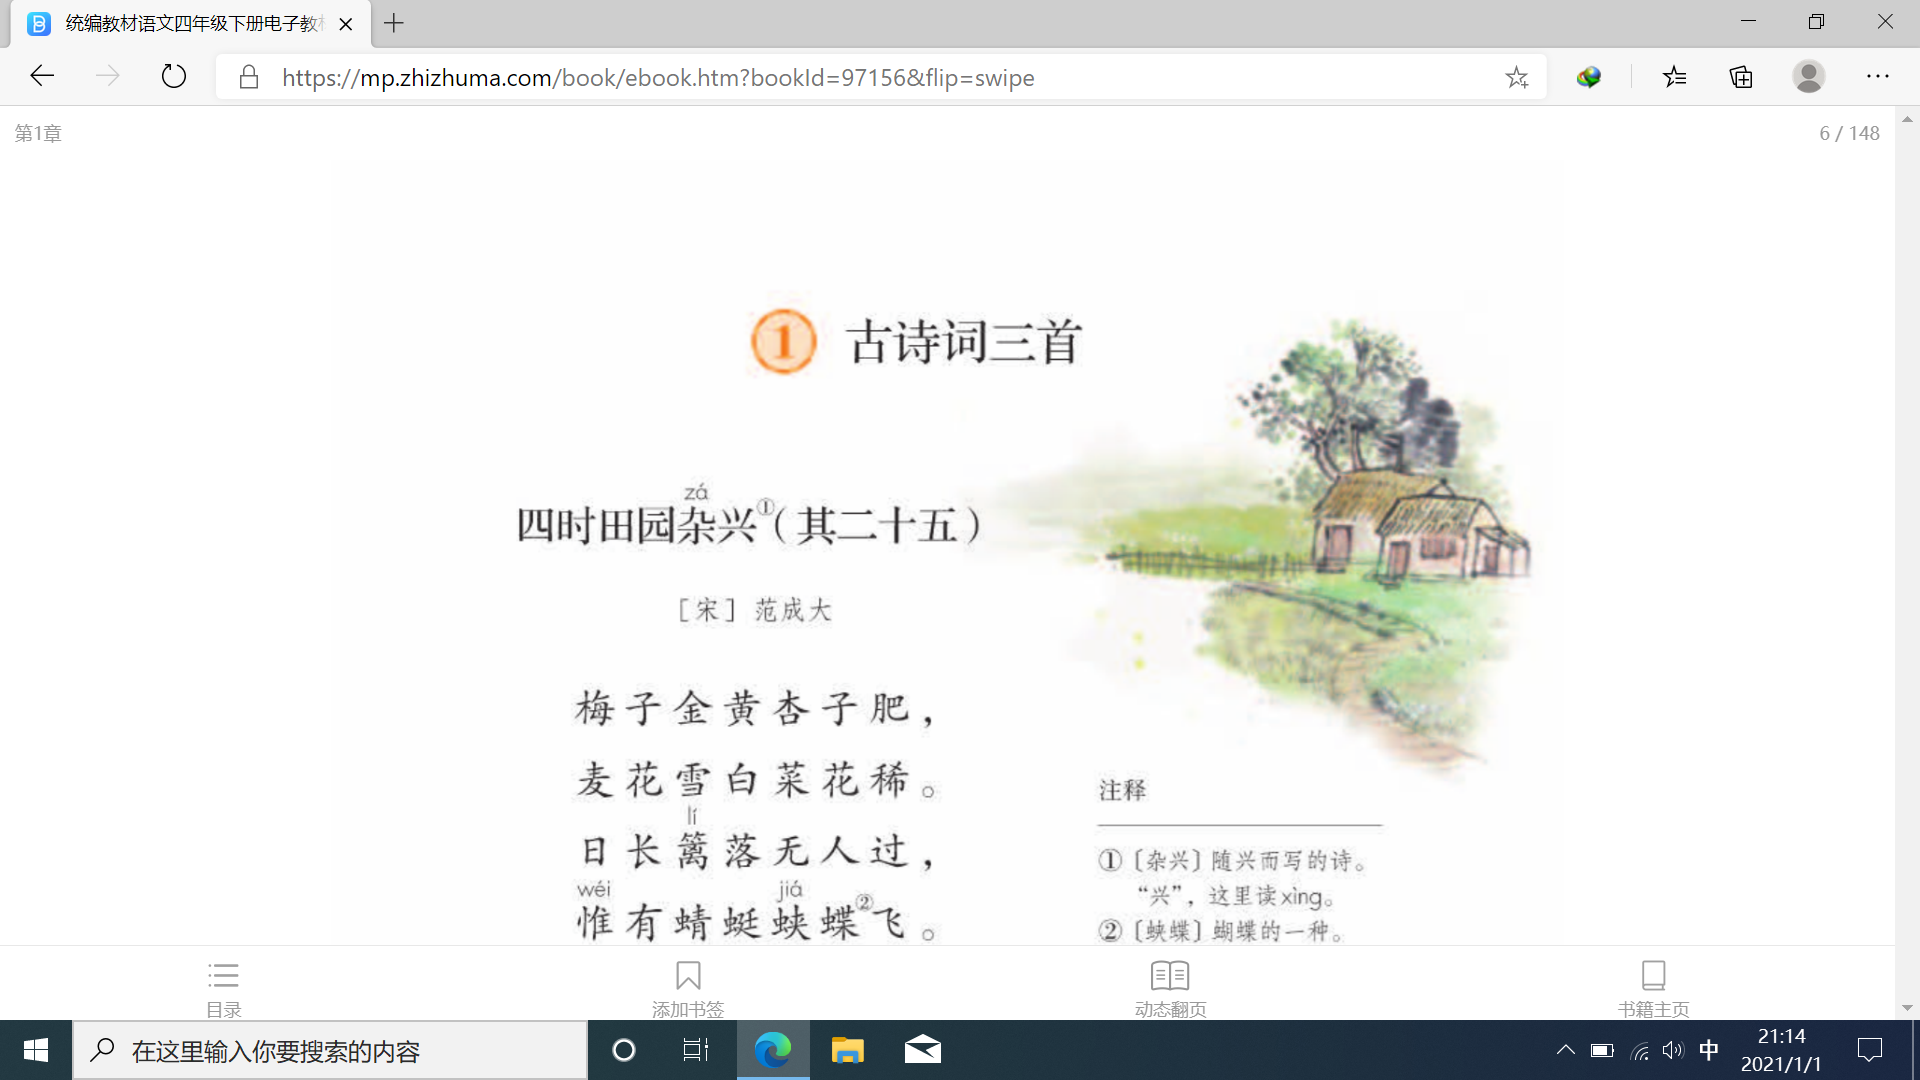 统编教材语文四年级下册电子教
https://mp.zhizhuma.com/book/ebook.htm?bookId=97156&flip=swipe
第1章
6 / 148
1 古诗词三首
zá
四时田园杂兴①（其二十五）
［宋］范成大
梅子金黄杏子肥，
麦花雪白菜花稀。
lí
日长篱落无人过，
wéi jiá
惟有蜻蜓蛱蝶②飞。
注释
①〔杂兴〕随兴而写的诗。
“兴”，这里读xìng。
②〔蛱蝶〕蝴蝶的一种。
目录
添加书签
动态翻页
书籍主页
在这里输入你要搜索的内容
中
21:14
2021/1/1